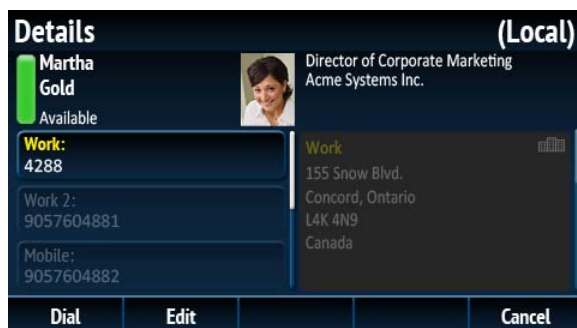 Details (Local)
Martha
Gold
Available
Director of Corporate Marketing
Acme Systems Inc.
Work:
4288
Work 2:
9057604881
Mobile:
9057604882
Work
155 Snow Blvd.
Concord, Ontario
L4K 4N9
Canada
Dial Edit Cancel